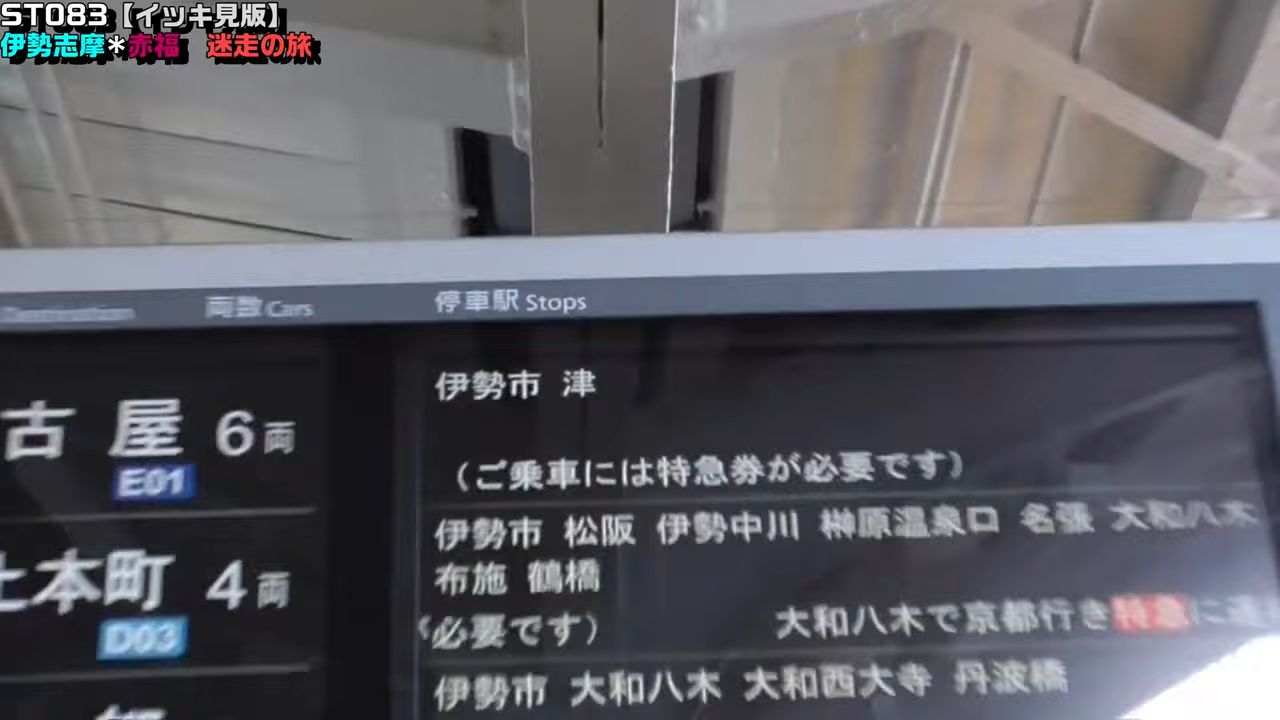 ST083【イッキ見版】
伊勢志摩*赤福 迷走の旅
Destination 両数 Cars 停車駅 Stops
古屋 6両 伊勢市 津
E01
（ご乗車には特急券が必要です）
伊勢市 松阪 伊勢中川 榊原温泉口 名張 大和八木
本町 4両 布施 鶴橋
D03
必要です） 大和八木で京都行き特急に
伊勢市 大和八木 大和西大寺 丹波橋